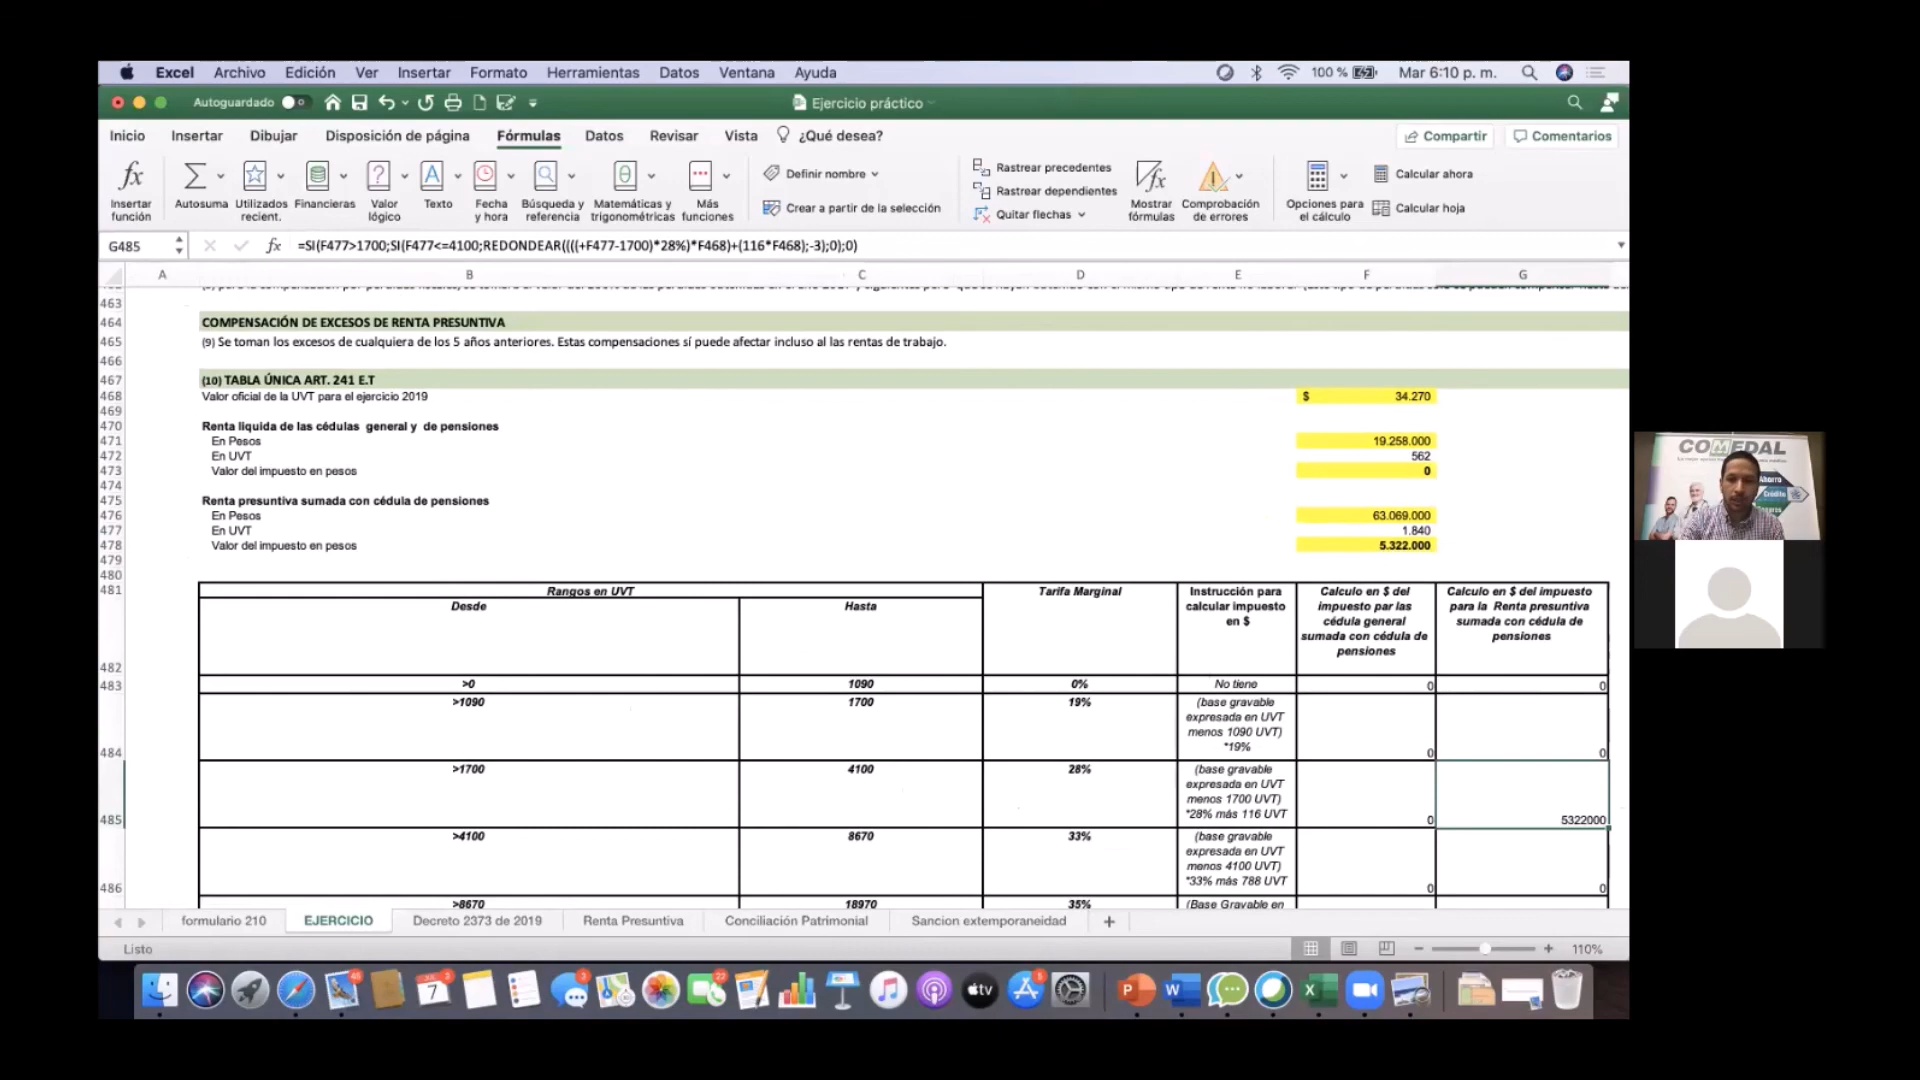 Excel Archivo Edición Ver Insertar Formato Herramientas Datos Ventana Ayuda 100 % Mar 6:10 p. m.
Autoguardado Ejercicio práctico
Inicio Insertar Dibujar Disposición de página Fórmulas Datos Revisar Vista ¿Qué desea? Compartir Comentarios
Insertar función
Autosuma
Utilizados recient.
Financieras
Valor lógico
Texto
Fecha y hora
Búsqueda y referencia
Matemáticas y trigonométricas
Más funciones
Definir nombre
Crear a partir de la selección
Rastrear precedentes
Rastrear dependientes
Quitar flechas
Mostrar fórmulas
Comprobación de errores
Opciones para el cálculo
Calcular ahora
Calcular hoja
G485 fx =SI(F477>1700;SI(F477<=4100;REDONDEAR((((+F477-1700)*28%)*F468)+(116*F468);-3);0);0)
A B C D E F G
463
464 COMPENSACIÓN DE EXCESOS DE RENTA PRESUNTIVA
465 (9) Se toman los excesos de cualquiera de los 5 años anteriores. Estas compensaciones sí puede afectar incluso al las rentas de trabajo.
466
467 (10) TABLA ÚNICA ART. 241 E.T
468 Valor oficial de la UVT para el ejercicio 2019 $ 34.270
469
470 Renta liquida de las cédulas general y de pensiones
471 En Pesos 19.258.000
472 En UVT 562
473 Valor del impuesto en pesos 0
474
475 Renta presuntiva sumada con cédula de pensiones
476 En Pesos 63.069.000
477 En UVT 1.840
478 Valor del impuesto en pesos 5.322.000
479
480
481 Rangos en UVT
Desde Hasta
Tarifa Marginal
Instrucción para
calcular impuesto
en $
Calculo en $ del
impuesto par las
cédula general
sumada con cédula de
pensiones
Calculo en $ del impuesto
para la Renta presuntiva
sumada con cédula de
pensiones
482
483 >0 1090 0% No tiene 0 0
>1090 1700 19% (base gravable
expresada en UVT
menos 1090 UVT)
*19%
484 0 0
>1700 4100 28% (base gravable
expresada en UVT
menos 1700 UVT)
*28% más 116 UVT
485 0 5322000
>4100 8670 33% (base gravable
expresada en UVT
menos 4100 UVT)
*33% más 788 UVT
486 0 0
>8670 18970 35% (Base Gravable en
formulario 210 EJERCICIO Decreto 2373 de 2019 Renta Presuntiva Conciliación Patrimonial Sancion extemporaneidad
Listo 110%
COMEDAL
Ahorro
Crédito